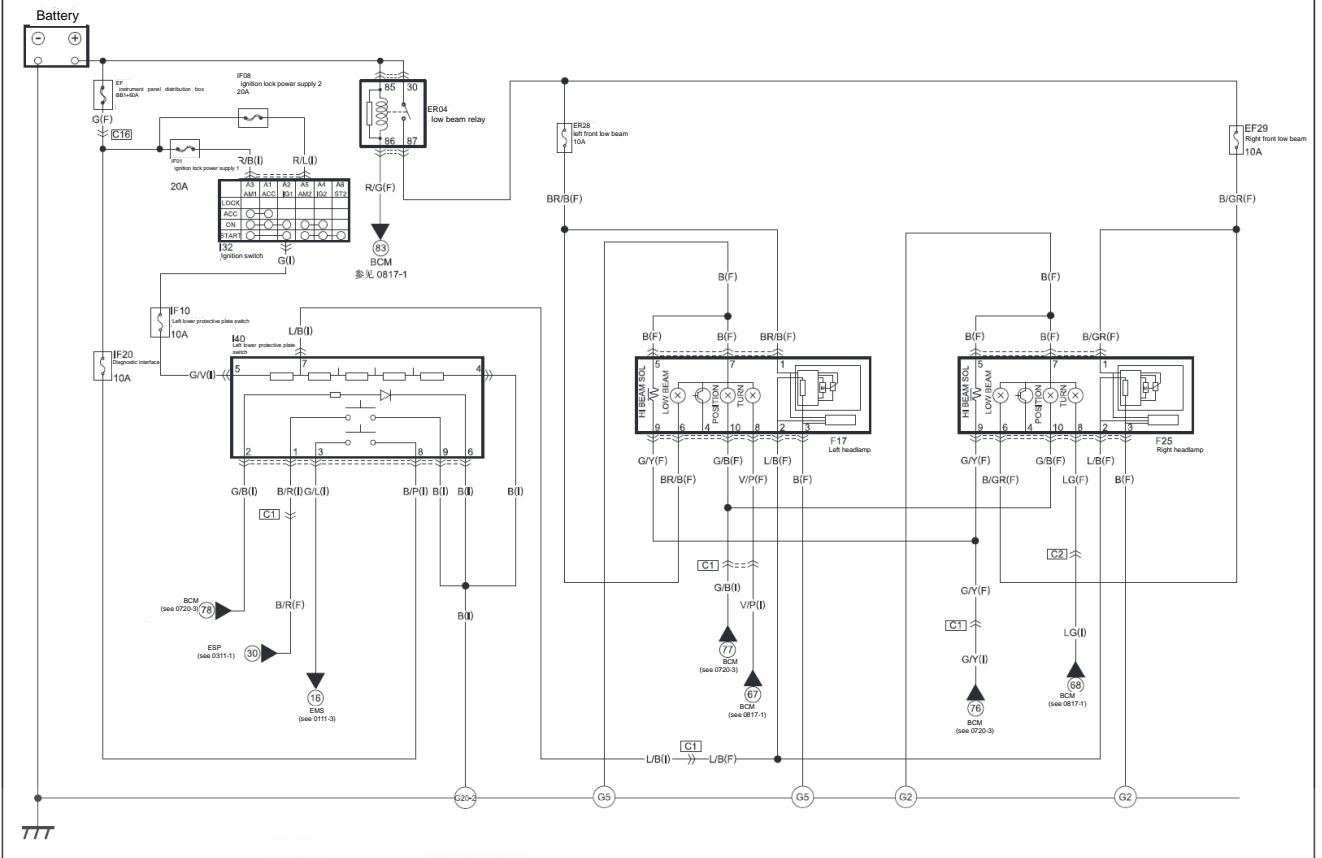 Battery
EF
instrument panel distribution box
BB1+60A
G(F)
C16
IF08
ignition lock power supply 2
20A
IF01
ignition lock power supply 1
20A
R/B(I)
R/L(I)
A3 A1 A2 A5 A4 A6
AM1 ACC IG1 AM2 IG2 ST2
LOCK
ACC
ON
START
I32
Ignition switch
G(I)
85 30
86 87
ER04
low beam relay
R/G(F)
83
BCM
参见 0817-1
ER28
left front low beam
10A
BR/B(F)
EF29
Right front low beam
10A
B/GR(F)
IF10
Left lower protective plate switch
10A
IF20
Diagnostic interface
10A
L/B(I)
I40
Left lower protective plate
switch
G/V(I)
5 7 4
2 1 3 8 9 6
G/B(I) B/R(I) G/L(I) B/P(I) B(I) B(I) B(I)
C1
BCM
(see 0720-3)
78
B/R(F)
ESP
(see 0311-1)
30
16
EMS
(see 0111-3)
B(I)
B(F)
B(F) B(F) BR/B(F)
5 7 1
HI BEAM SOL
LOW BEAM
POSITION
TURN
9 6 4 10 8 2 3
F17
Left headlamp
G/Y(F) G/B(F) L/B(F)
BR/B(F) V/P(F) B(F)
C1
G/B(I)
V/P(I)
77
BCM
(see 0720-3)
67
BCM
(see 0817-1)
B(F)
B(F) B(F) B/GR(F)
5 7 1
HI BEAM SOL
LOW BEAM
POSITION
TURN
9 6 4 10 8 2 3
F25
Right headlamp
G/Y(F) G/B(F) L/B(F)
B/GR(F) LG(F) B(F)
C2
G/Y(F)
C1
LG(I)
G/Y(I)
68
BCM
(see 0817-1)
76
BCM
(see 0720-3)
C1
L/B(I) L/B(F)
G20-2 G5 G5 G2 G2